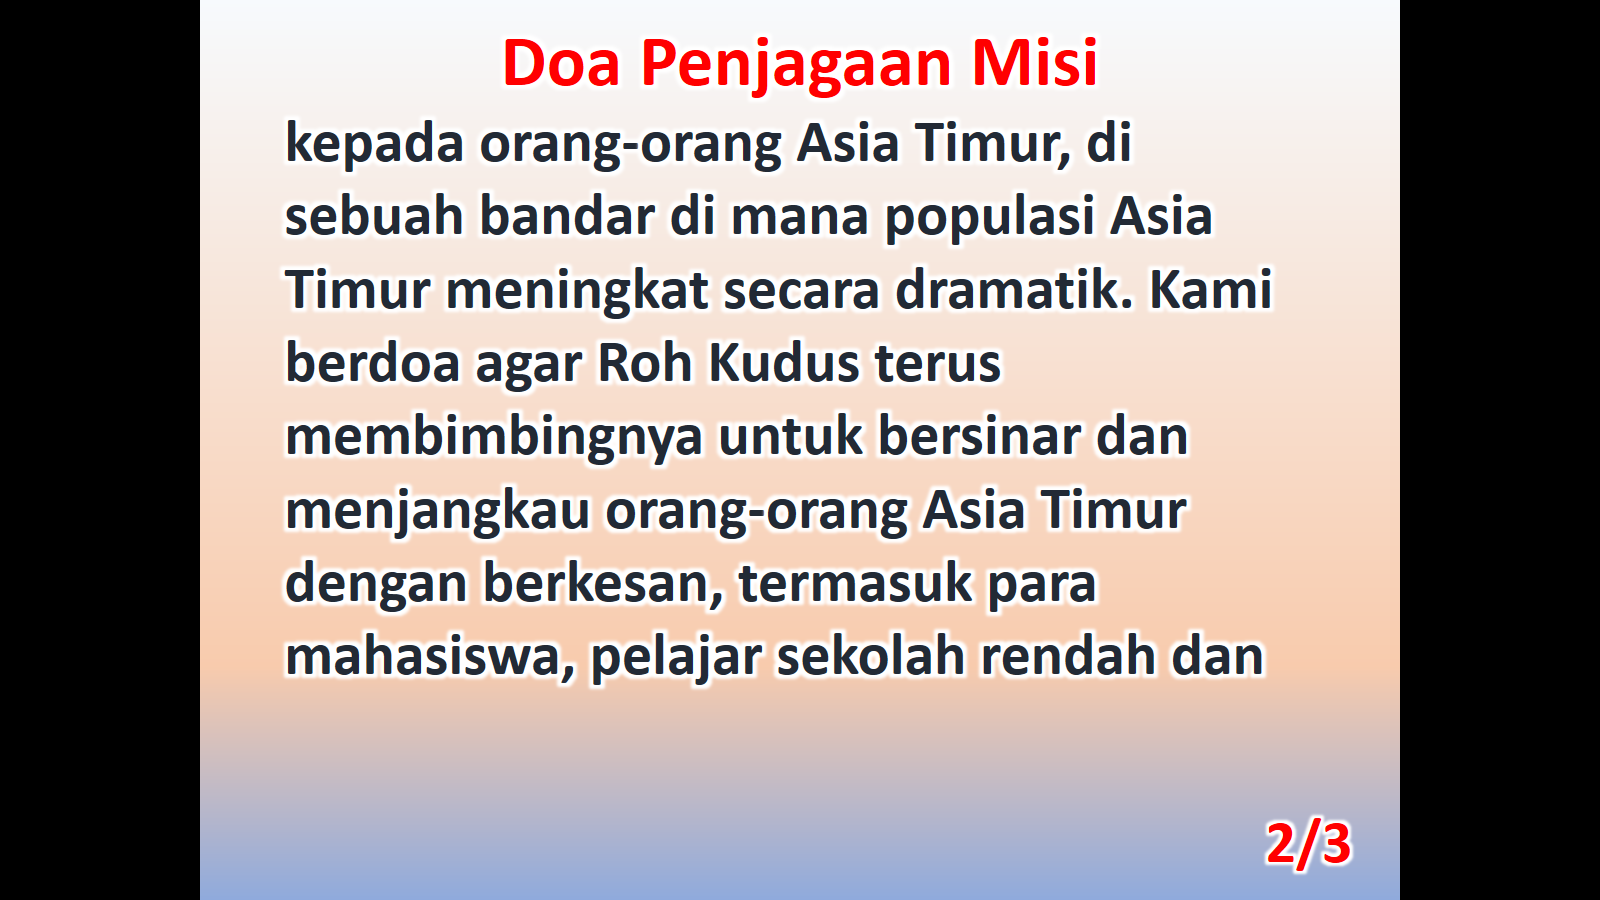 Doa Penjagaan Misi
kepada orang-orang Asia Timur, di
sebuah bandar di mana populasi Asia
Timur meningkat secara dramatik. Kami
berdoa agar Roh Kudus terus
membimbingnya untuk bersinar dan
menjangkau orang-orang Asia Timur
dengan berkesan, termasuk para
mahasiswa, pelajar sekolah rendah dan
2/3